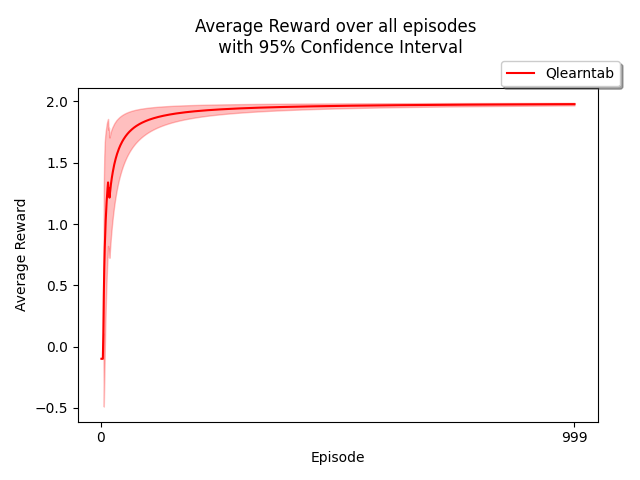 Average Reward over all episodes
with 95% Confidence Interval
Qlearntab
Average Reward
2.0
1.5
1.0
0.5
0.0
−0.5
0
999
Episode